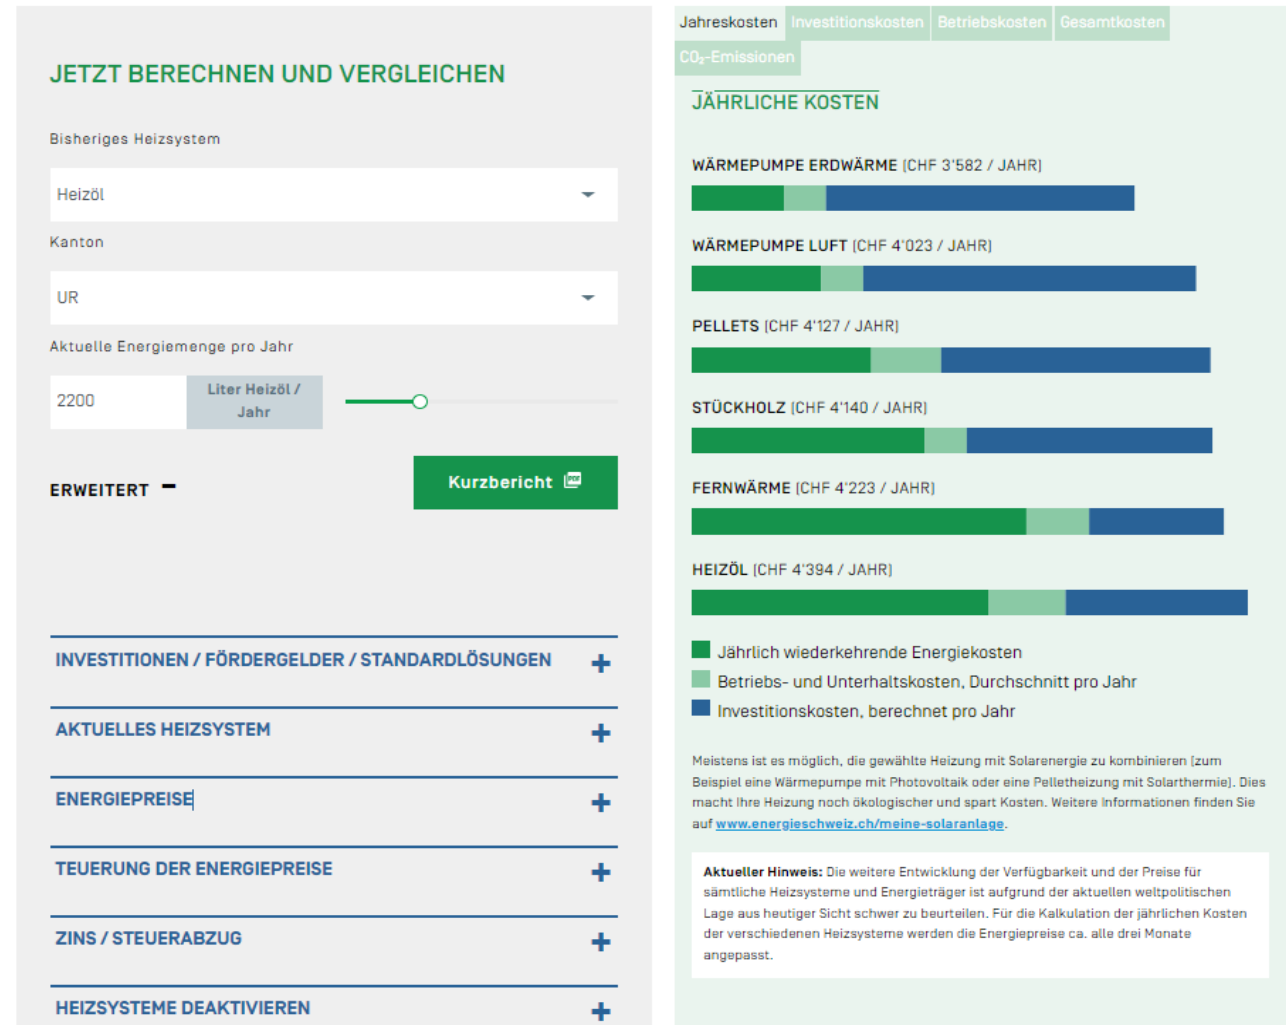 JETZT BERECHNEN UND VERGLEICHEN
Bisheriges Heizsystem
Heizöl
Kanton
UR
Aktuelle Energiemenge pro Jahr
2200
Liter Heizöl /
Jahr
ERWEITERT –
Kurzbericht PDF
INVESTITIONEN / FÖRDERGELDER / STANDARDLÖSUNGEN +
AKTUELLES HEIZSYSTEM +
ENERGIEPREISE +
TEUERUNG DER ENERGIEPREISE +
ZINS / STEUERABZUG +
HEIZSYSTEME DEAKTIVIEREN +
Jahreskosten Investitionskosten Betriebskosten Gesamtkosten
CO₂-Emissionen
JÄHRLICHE KOSTEN
WÄRMEPUMPE ERDWÄRME (CHF 3'582 / JAHR)
WÄRMEPUMPE LUFT (CHF 4'023 / JAHR)
PELLETS (CHF 4'127 / JAHR)
STÜCKHOLZ (CHF 4'140 / JAHR)
FERNWÄRME (CHF 4'223 / JAHR)
HEIZÖL (CHF 4'394 / JAHR)
Jährlich wiederkehrende Energiekosten
Betriebs- und Unterhaltskosten, Durchschnitt pro Jahr
Investitionskosten, berechnet pro Jahr
Meistens ist es möglich, die gewählte Heizung mit Solarenergie zu kombinieren (zum
Beispiel eine Wärmepumpe mit Photovoltaik oder eine Pelletheizung mit Solarthermie). Dies
macht Ihre Heizung noch ökologischer und spart Kosten. Weitere Informationen finden Sie
auf www.energieschweiz.ch/meine-solaranlage.
Aktueller Hinweis: Die weitere Entwicklung der Verfügbarkeit und der Preise für
sämtliche Heizsysteme und Energieträger ist aufgrund der aktuellen weltpolitischen
Lage aus heutiger Sicht schwer zu beurteilen. Für die Kalkulation der jährlichen Kosten
der verschiedenen Heizsysteme werden die Energiepreise ca. alle drei Monate
angepasst.